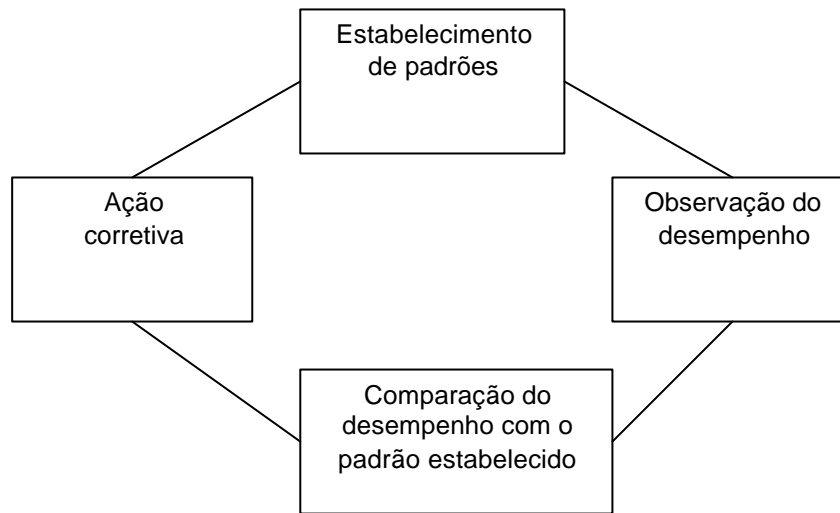 Estabelecimento
de padrões
Ação
corretiva
Observação do
desempenho
Comparação do
desempenho com o
padrão estabelecido